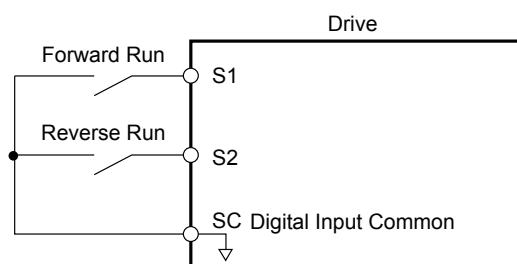 Drive
Forward Run
S1
Reverse Run
S2
SC Digital Input Common